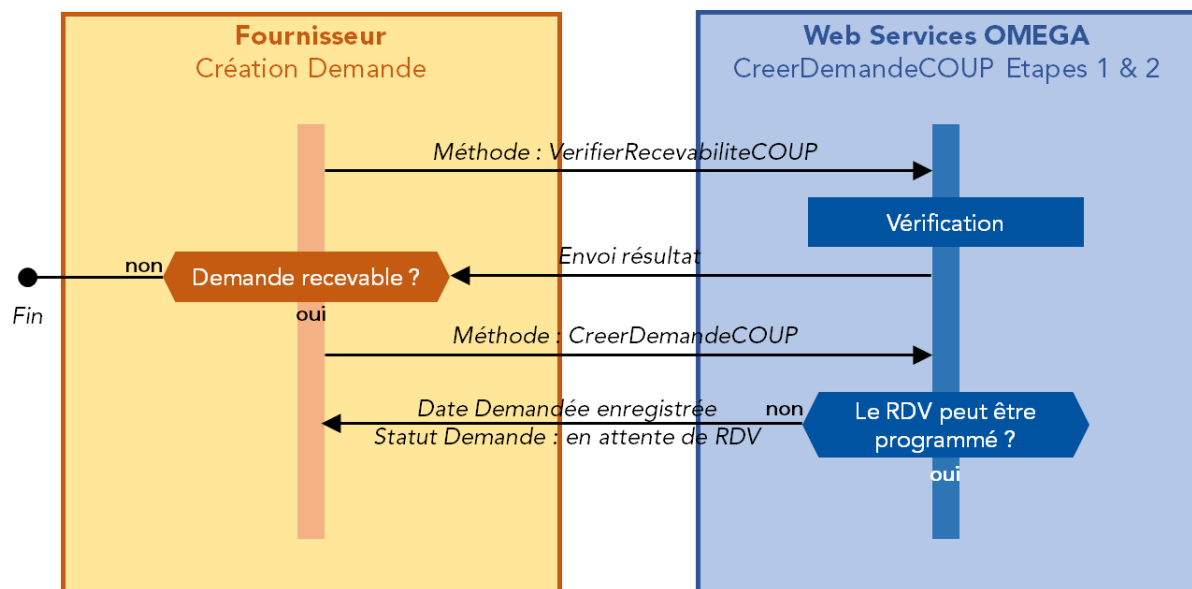 Fournisseur
Création Demande
Web Services OMEGA
CreerDemandeCOUP Etapes 1 & 2
Méthode : VerifierRecevabiliteCOUP
Vérification
Envoi résultat
non
Demande recevable ?
Fin
oui
Méthode : CreerDemandeCOUP
Date Demandée enregistrée
Statut Demande : en attente de RDV
non
Le RDV peut être
programmé ?
oui